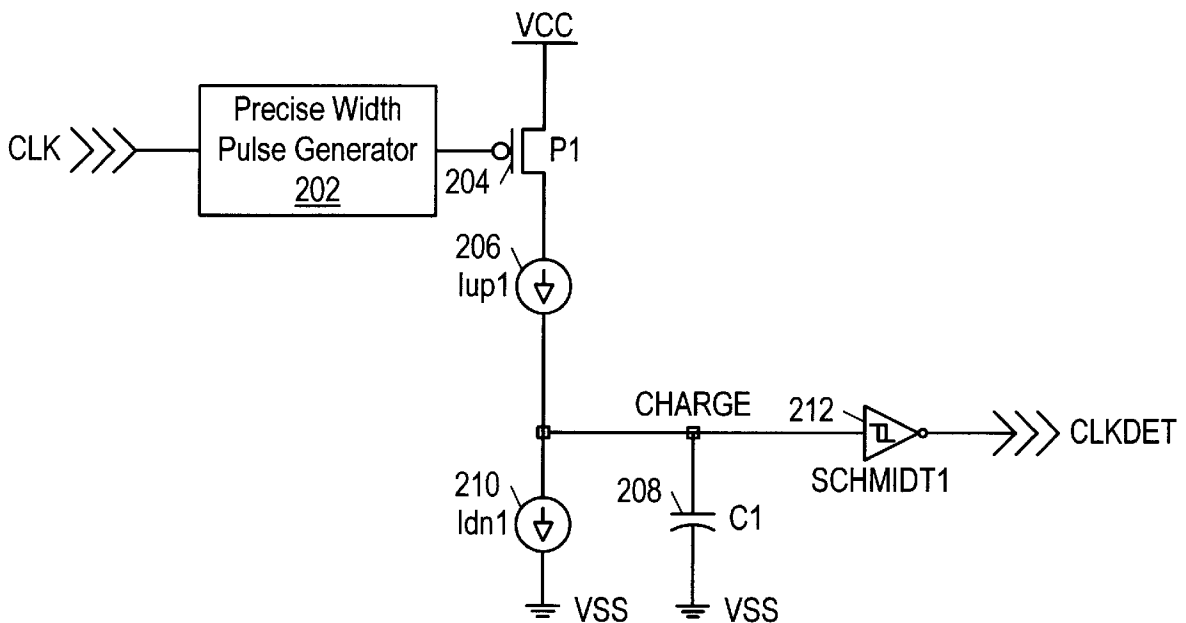 VCC
CLK
Precise Width
Pulse Generator
202
204
P1
206
Iup1
CHARGE
212
CLKDET
SCHMIDT1
210
Idn1
208
C1
VSS
VSS